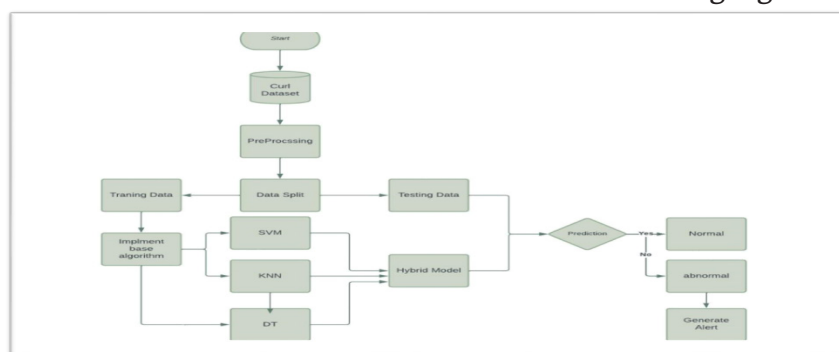 Start
Curl
Dataset
PreProcssing
Traning Data
Data Split
Testing Data
Implment
base
algorithm
SVM
KNN
DT
Hybrid Model
Prediction
Yes
No
Normal
abnormal
Generate
Alert